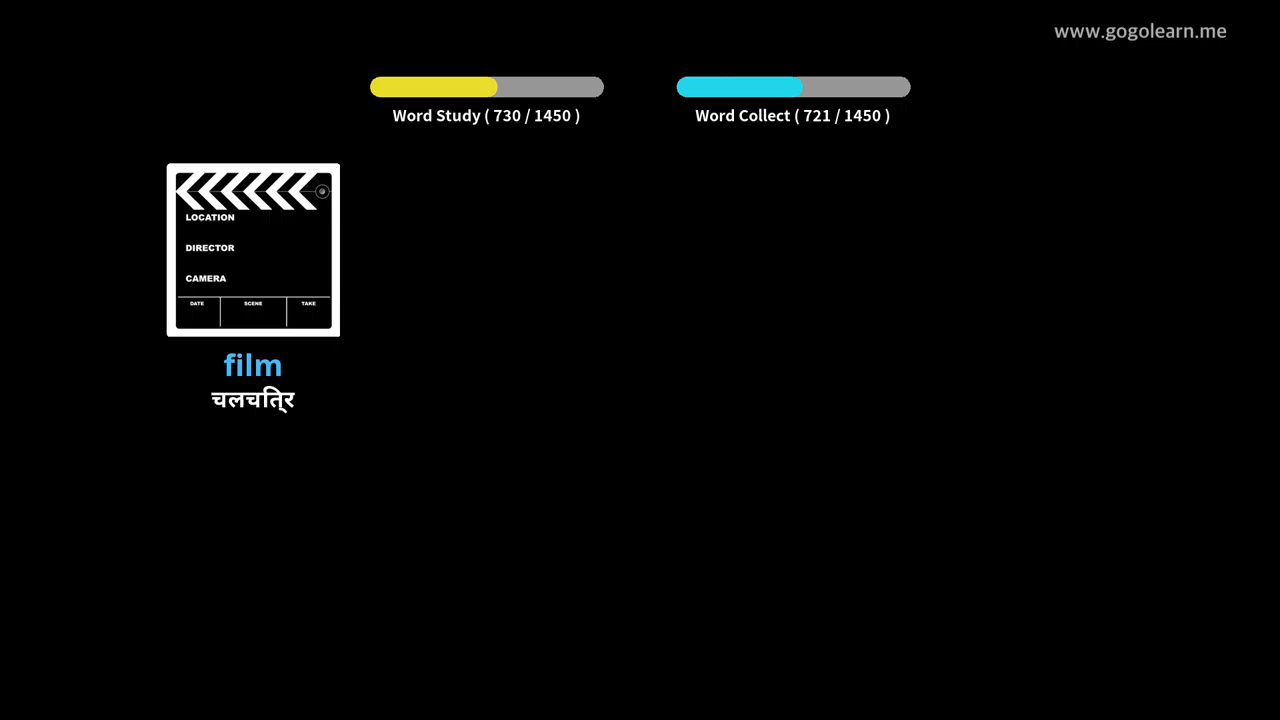 www.gogolearn.me
Word Study ( 730 / 1450 )
Word Collect ( 721 / 1450 )
LOCATION
DIRECTOR
CAMERA
DATE SCENE TAKE
film
चलचित्र